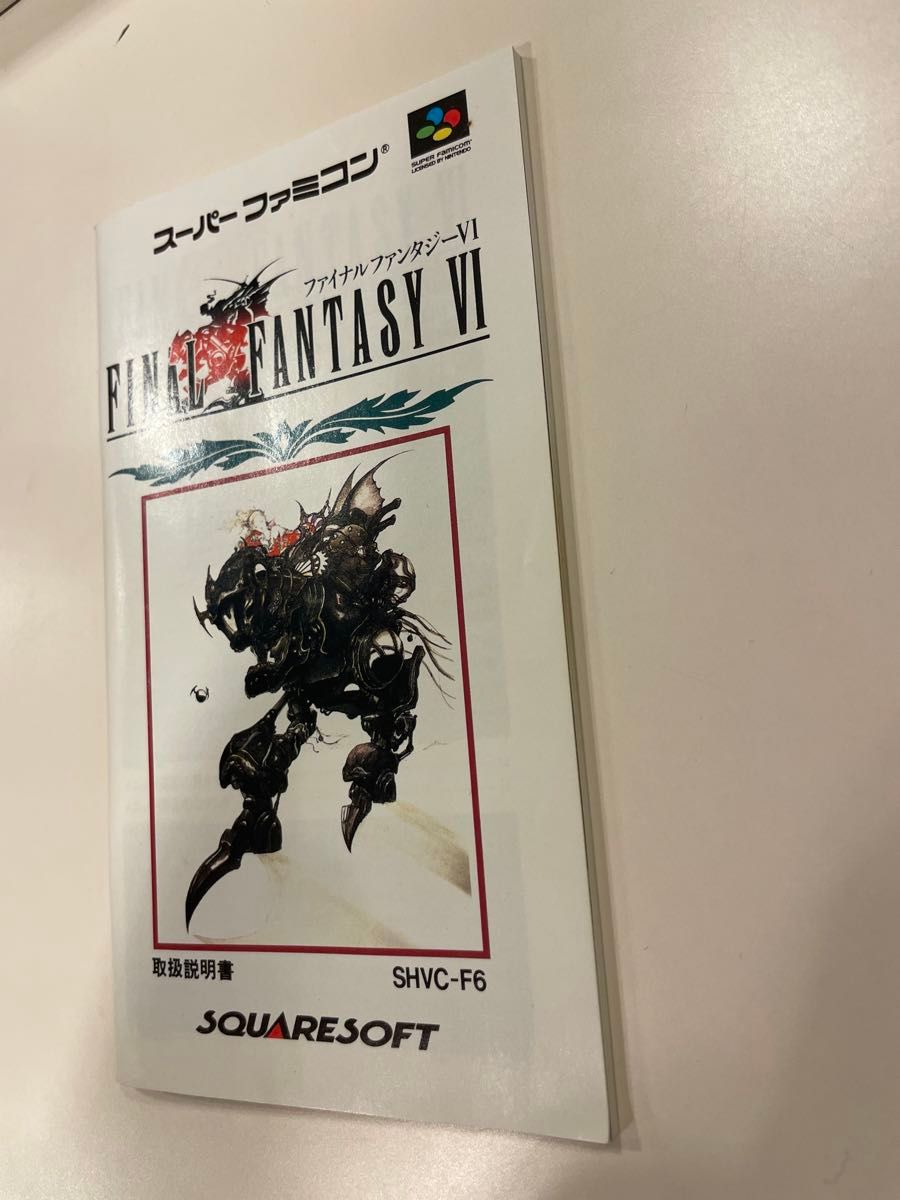 スーパーファミコン®
SUPER FAMICOM
LICENSED BY NINTENDO
ファイナルファンタジーVI
FINAL FANTASY VI
取扱説明書
SHVC-F6
SQUARESOFT